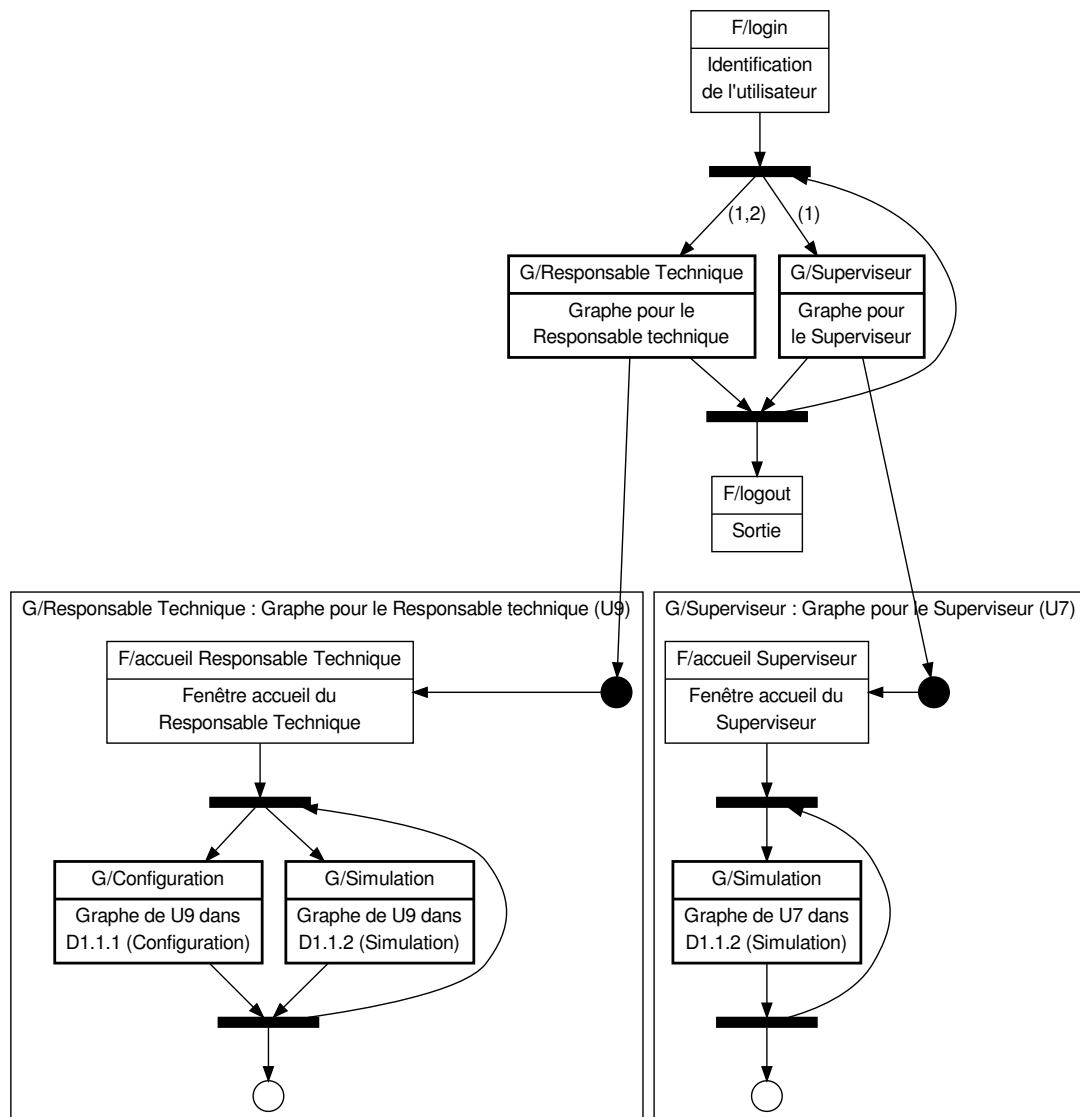 F/login
Identification
de l'utilisateur
(1,2)
(1)
G/Responsable Technique
Graphe pour le
Responsable technique
G/Superviseur
Graphe pour
le Superviseur
F/logout
Sortie
G/Responsable Technique : Graphe pour le Responsable technique (U9)
F/accueil Responsable Technique
Fenêtre accueil du
Responsable Technique
G/Configuration
Graphe de U9 dans
D1.1.1 (Configuration)
G/Simulation
Graphe de U9 dans
D1.1.2 (Simulation)
G/Superviseur : Graphe pour le Superviseur (U7)
F/accueil Superviseur
Fenêtre accueil du
Superviseur
G/Simulation
Graphe de U7 dans
D1.1.2 (Simulation)